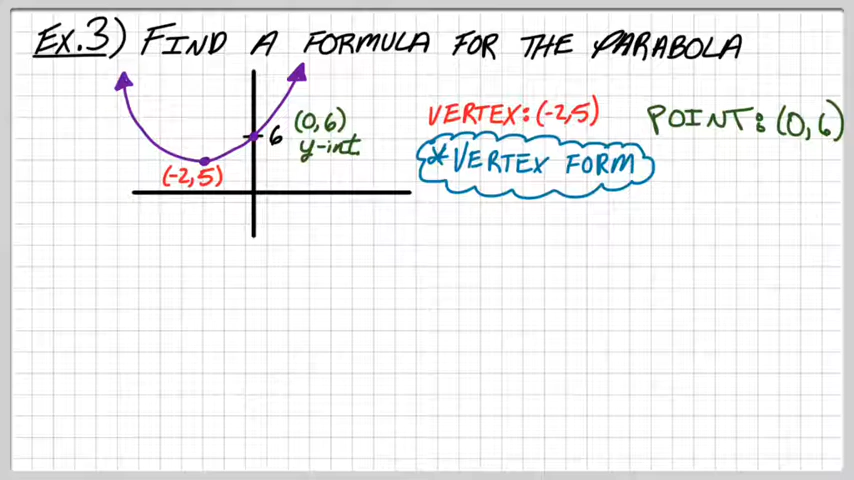 Ex.3) FIND A FORMULA FOR THE PARABOLA
VERTEX: (-2,5)
POINT: (0,6)
6
(0,6)
y-int
*VERTEX FORM
(-2,5)